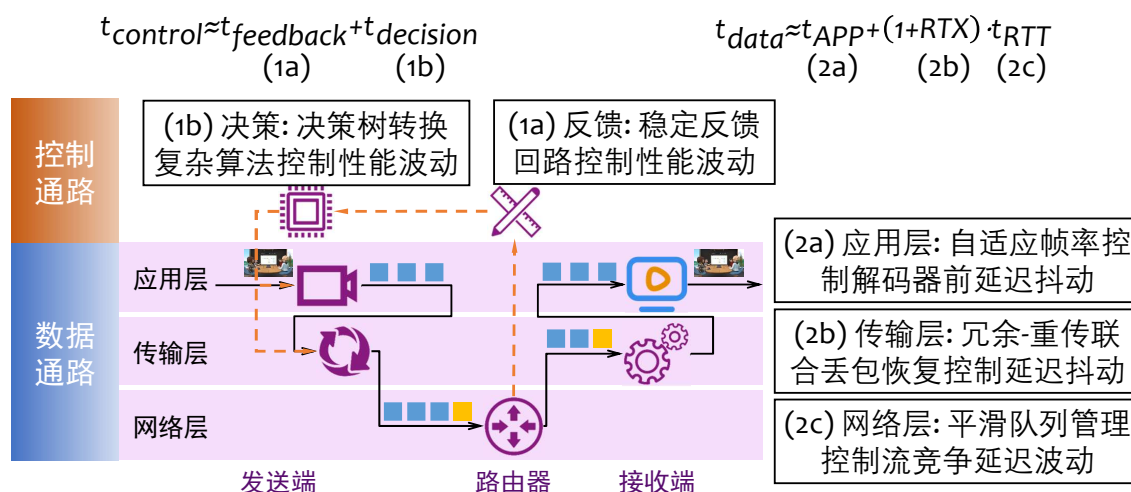 t_control≈t_feedback+t_decision
(1a) (1b)
t_data≈t_APP+(1+RTX)·t_RTT
(2a) (2b) (2c)
控制
通路
(1b) 决策: 决策树转换
复杂算法控制性能波动
(1a) 反馈: 稳定反馈
回路控制性能波动
数据
通路
应用层
传输层
网络层
(2a) 应用层: 自适应帧率控
制解码器前延迟抖动
(2b) 传输层: 冗余-重传联
合丢包恢复控制延迟抖动
(2c) 网络层: 平滑队列管理
控制流竞争延迟波动
发送端
路由器
接收端